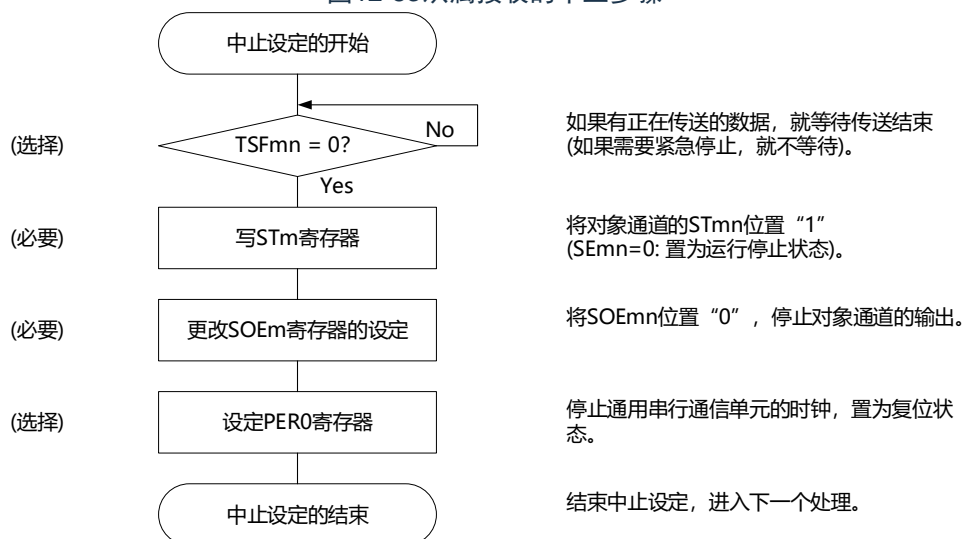 中止设定的开始
(选择)
TSFmn = 0?
No
Yes
如果有正在传送的数据，就等待传送结束
(如果需要紧急停止，就不等待)。
(必要)
写STm寄存器
将对象通道的STmn位置“1”
(SEmn=0: 置为运行停止状态)。
(必要)
更改SOEm寄存器的设定
将SOEmn位置“0”，停止对象通道的输出。
(选择)
设定PER0寄存器
停止通用串行通信单元的时钟，置为复位状
态。
中止设定的结束
结束中止设定，进入下一个处理。